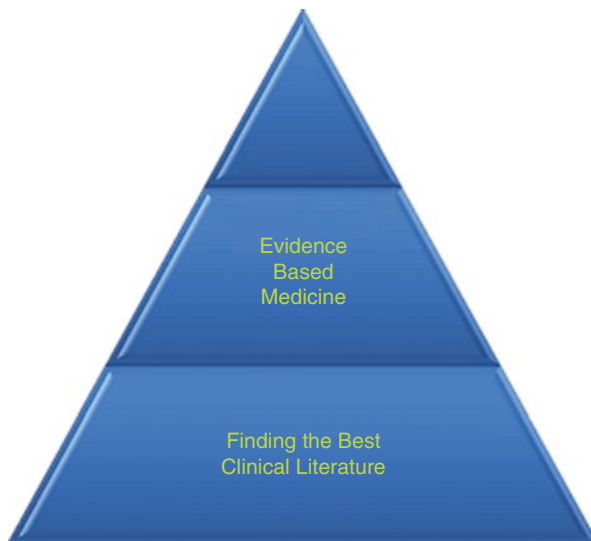 Evidence
Based
Medicine
Finding the Best
Clinical Literature